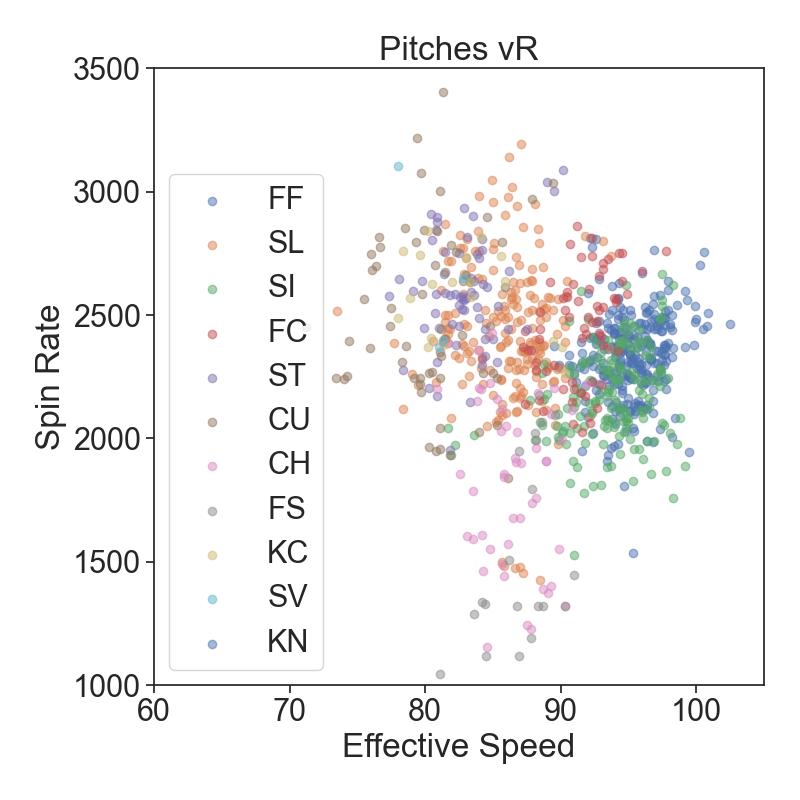 Pitches vR
3500
3000
2500
2000
1500
1000
Spin Rate
FF
SL
SI
FC
ST
CU
CH
FS
KC
SV
KN
60 70 80 90 100
Effective Speed